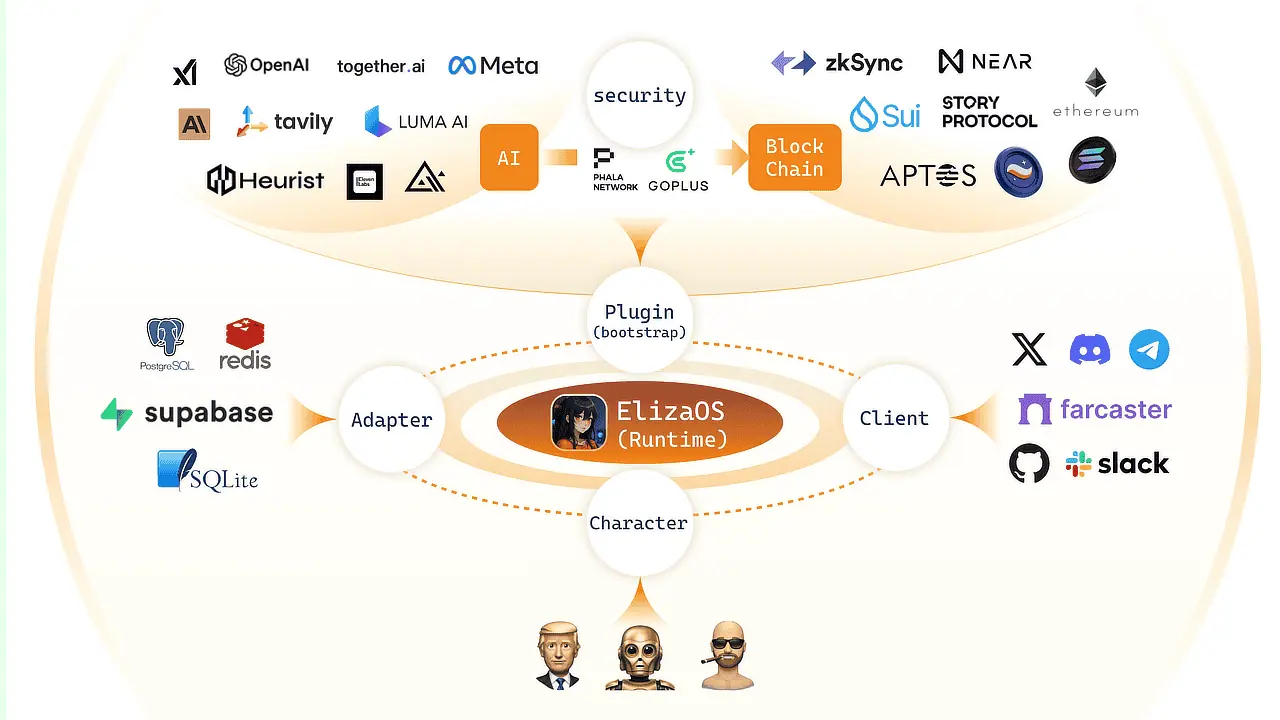 OpenAI
together.ai
Meta
AI
tavily
LUMA AI
Heurist
ElevenLabs
AI
security
PHALA
NETWORK
GOPLUS
Block
Chain
zkSync
NEAR
Sui
STORY
PROTOCOL
ethereum
APTOS
Plugin
(bootstrap)
PostgreSQL
redis
supabase
SQLite
Adapter
ElizaOS
(Runtime)
Client
farcaster
slack
Character